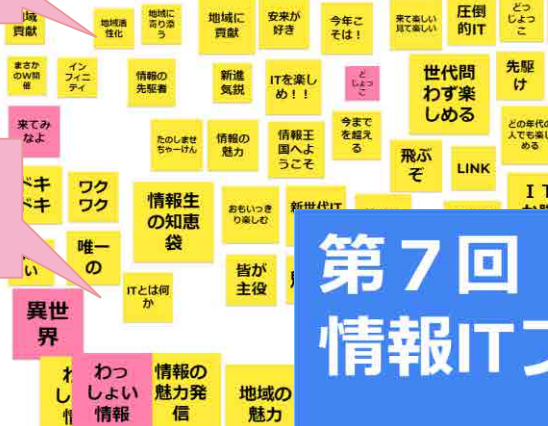 貢献
地域活
性化
地域に
寄り添
う
地域に
貢献
安来が
好き
今年こ
そは！
来て楽しい
見て楽しい
圧倒
的IT
どっ
じょっ
こ
まさか
のW開
催
イン
フィニ
ティ
情報の
先駆者
新進
気鋭
ITを楽し
め！！
ど
じょっ
こ
世代問
わず楽
しめる
先駆
け
来てみ
なよ
たのしませ
ちゃーけん
情報の
魅力
情報王
国へよ
うこそ
今まで
を超え
る
飛ぶ
ぞ
LINK
どの年代の
人でも楽し
める
ドキ
ドキ
ワク
ワク
情報生
の知恵
袋
おもいっき
り楽しむ
新世代IT
IT
い
唯一
の
ITとは何
か
皆が
主役
異世
界
わっ
しょい
情報
情報の
魅力発
信
地域の
魅力
第７回
情報IT